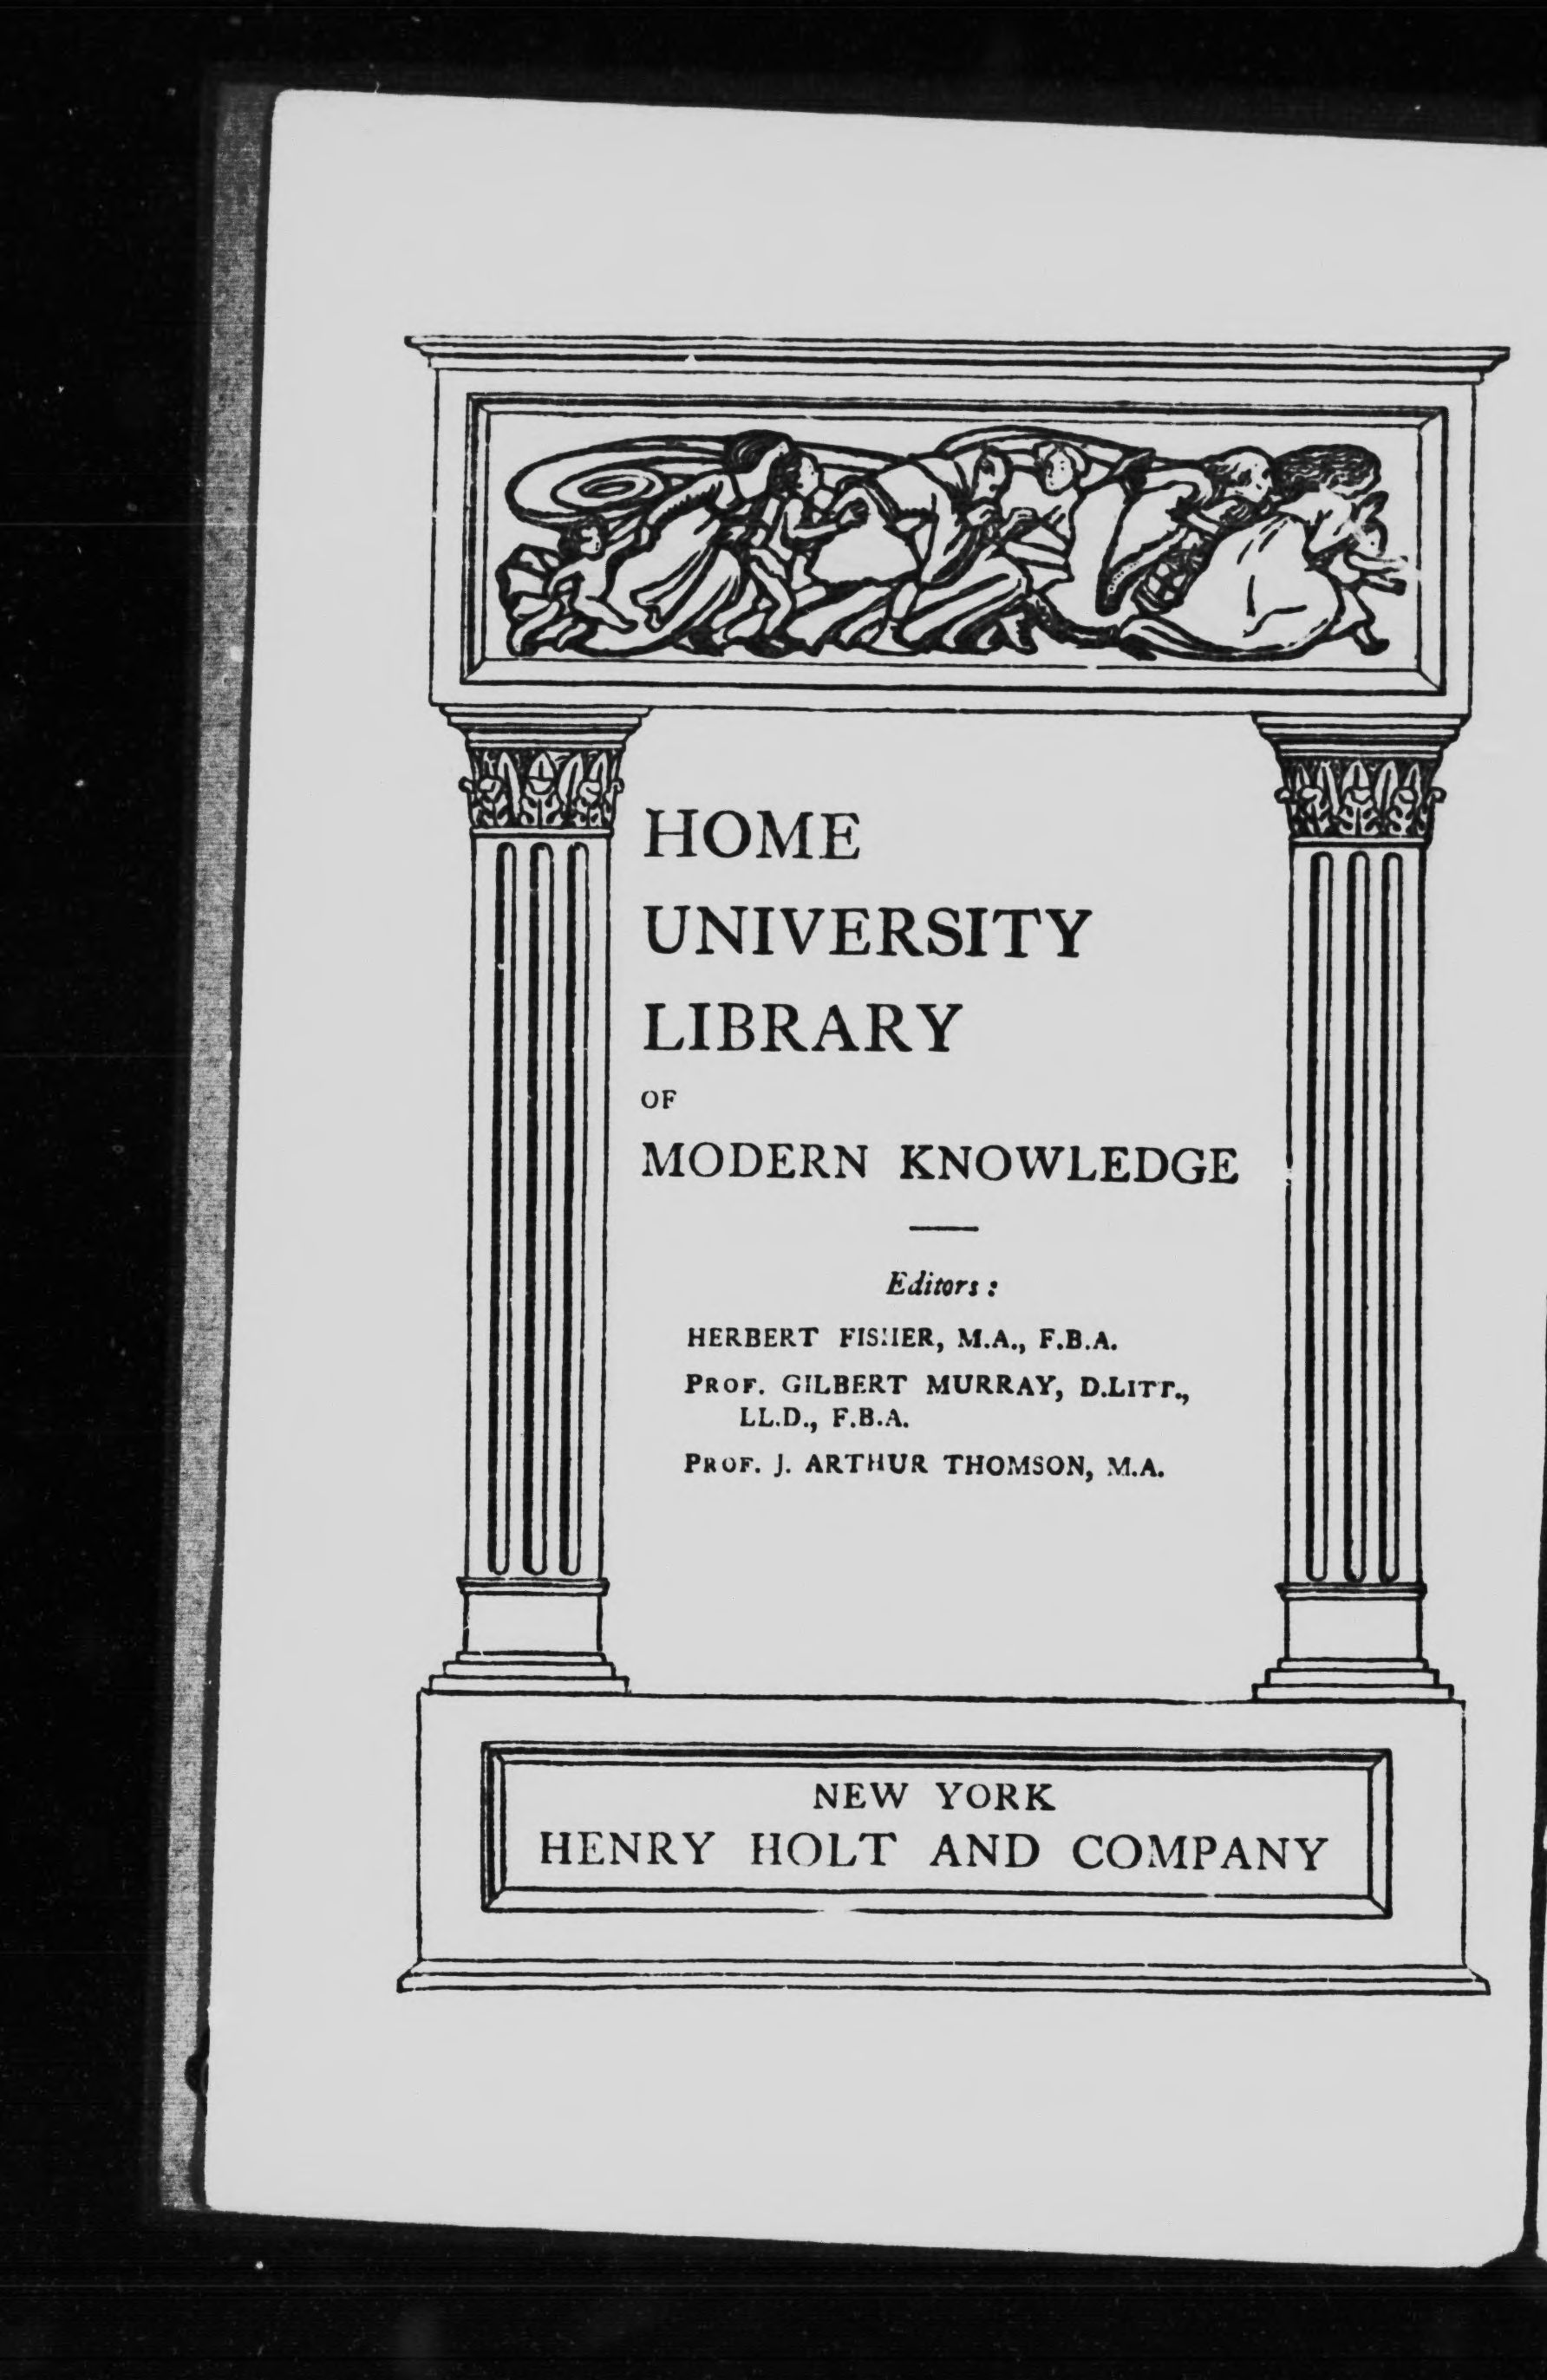 HOME
UNIVERSITY
LIBRARY
OF
MODERN KNOWLEDGE
Editors:
HERBERT FISHER, M.A., F.B.A.
PROF. GILBERT MURRAY, D.LITT.,
LL.D., F.B.A.
PROF. J. ARTHUR THOMSON, M.A.
NEW YORK
HENRY HOLT AND COMPANY